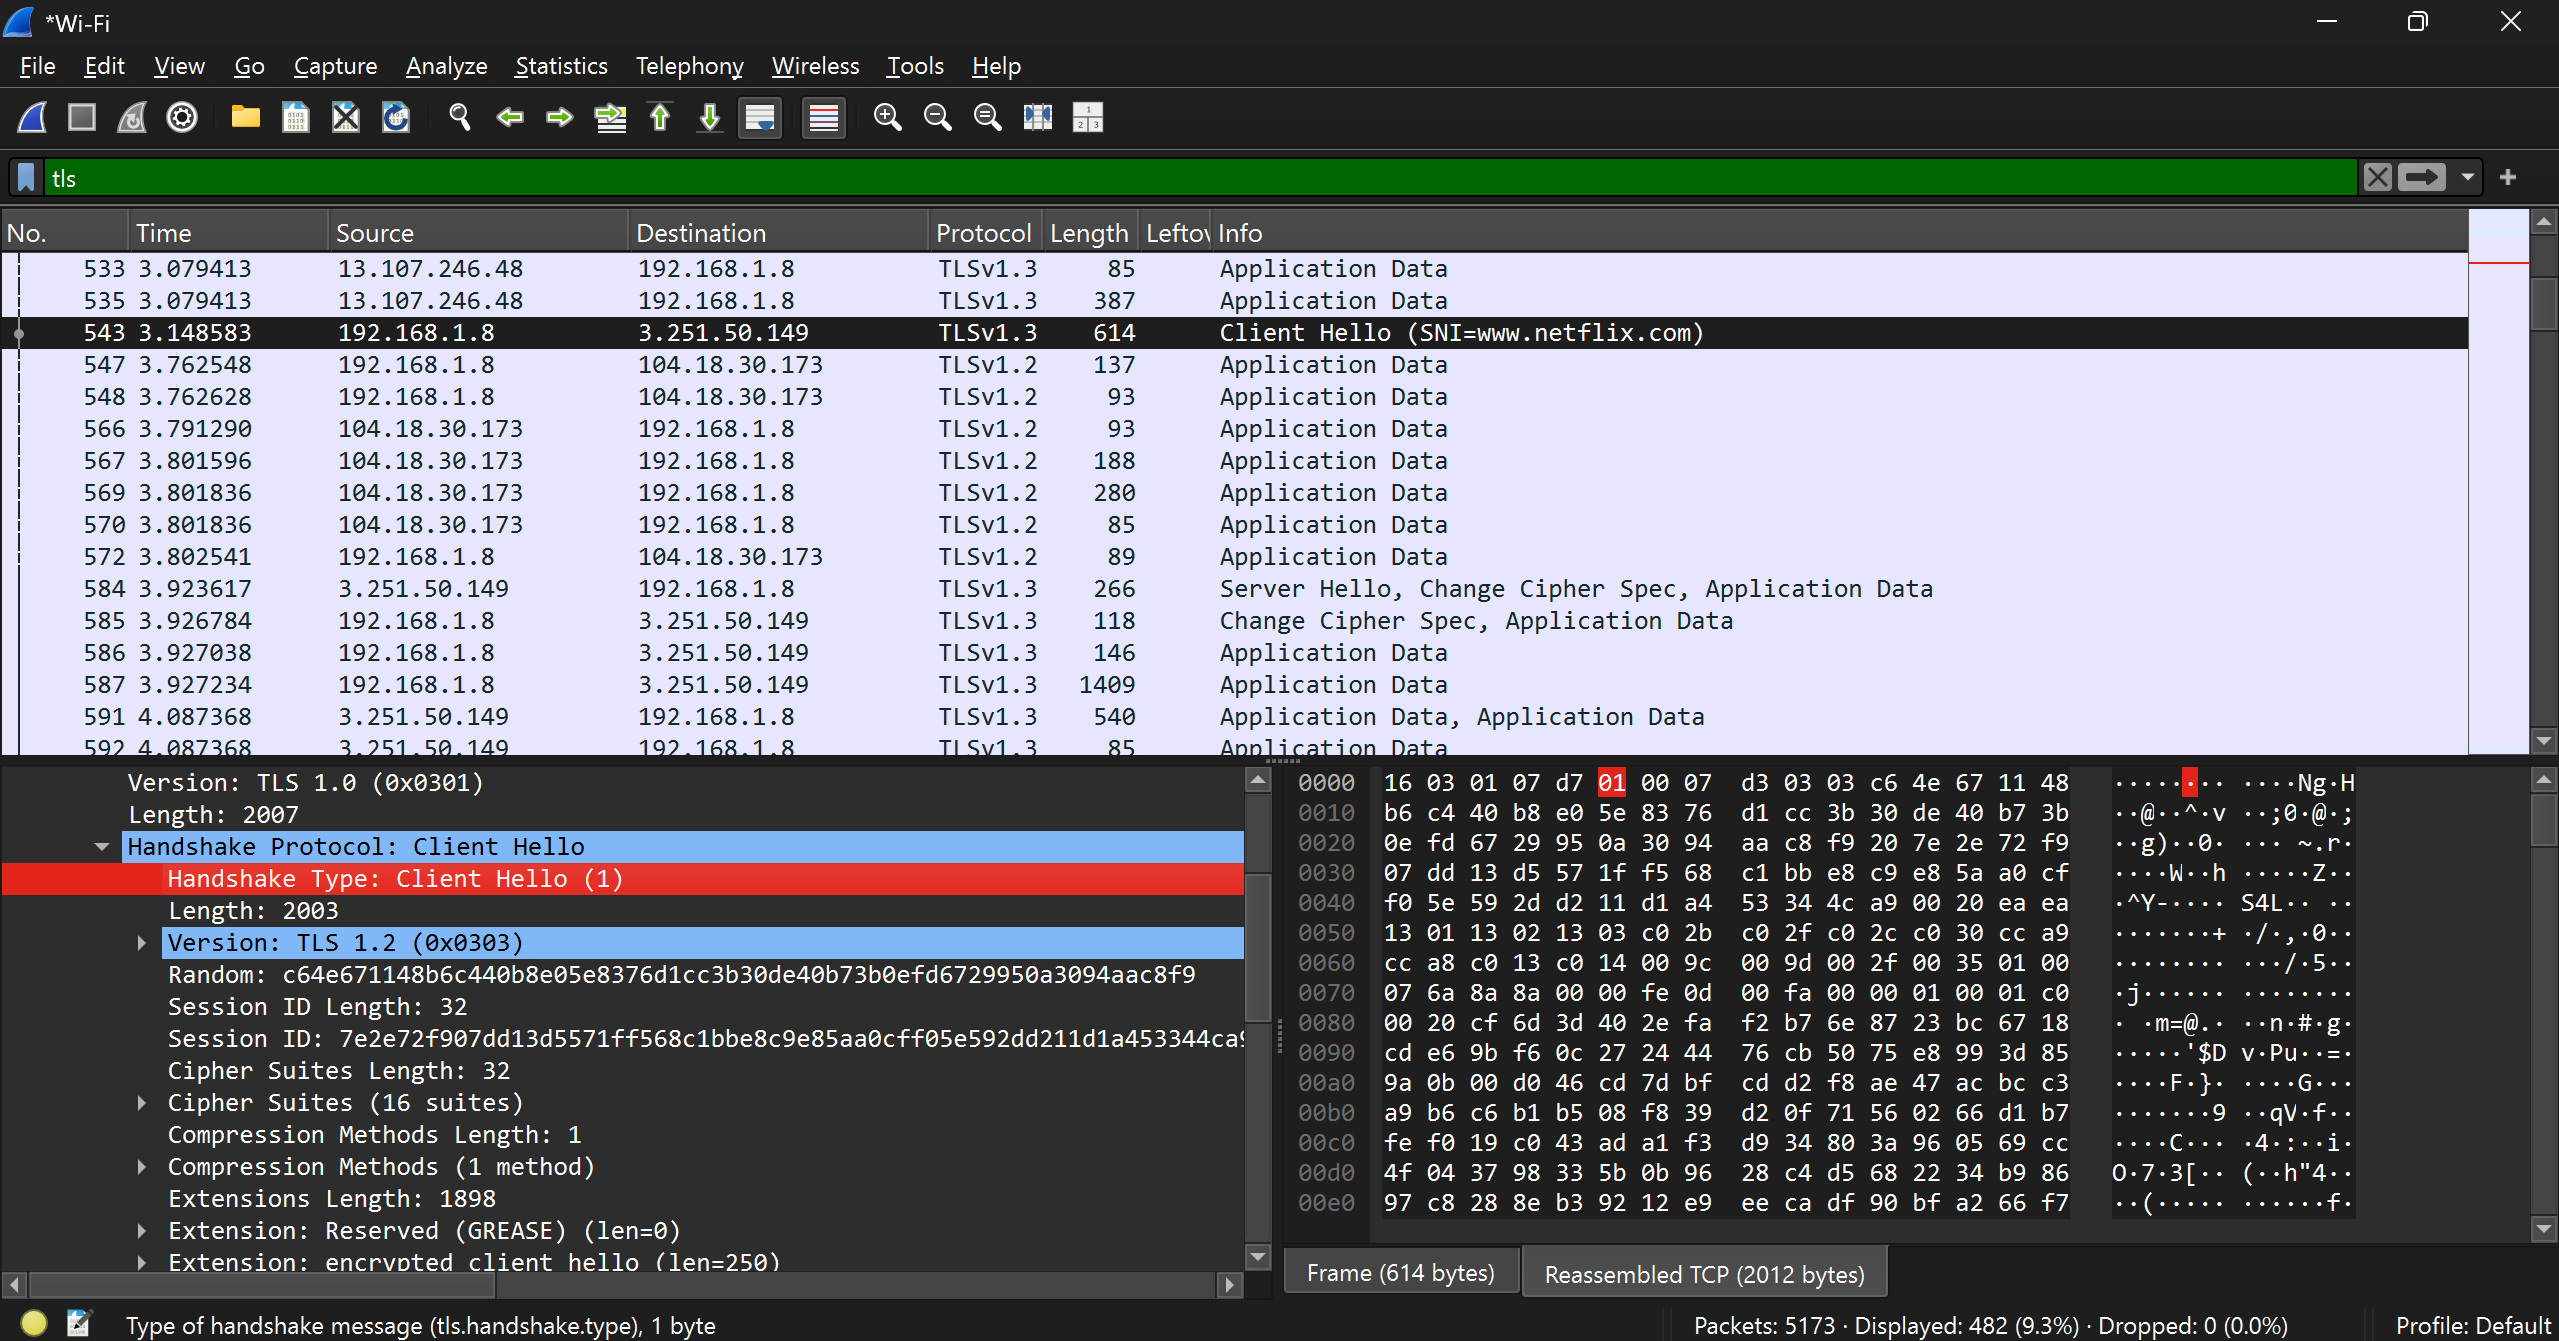 *Wi-Fi
File Edit View Go Capture Analyze Statistics Telephony Wireless Tools Help
tls
No. Time Source Destination Protocol Length Leftov Info
533 3.079413 13.107.246.48 192.168.1.8 TLSv1.3 85 Application Data
535 3.079413 13.107.246.48 192.168.1.8 TLSv1.3 387 Application Data
543 3.148583 192.168.1.8 3.251.50.149 TLSv1.3 614 Client Hello (SNI=www.netflix.com)
547 3.762548 192.168.1.8 104.18.30.173 TLSv1.2 137 Application Data
548 3.762628 192.168.1.8 104.18.30.173 TLSv1.2 93 Application Data
566 3.791290 104.18.30.173 192.168.1.8 TLSv1.2 93 Application Data
567 3.801596 104.18.30.173 192.168.1.8 TLSv1.2 188 Application Data
569 3.801836 104.18.30.173 192.168.1.8 TLSv1.2 280 Application Data
570 3.801836 104.18.30.173 192.168.1.8 TLSv1.2 85 Application Data
572 3.802541 192.168.1.8 104.18.30.173 TLSv1.2 89 Application Data
584 3.923617 3.251.50.149 192.168.1.8 TLSv1.3 266 Server Hello, Change Cipher Spec, Application Data
585 3.926784 192.168.1.8 3.251.50.149 TLSv1.3 118 Change Cipher Spec, Application Data
586 3.927038 192.168.1.8 3.251.50.149 TLSv1.3 146 Application Data
587 3.927234 192.168.1.8 3.251.50.149 TLSv1.3 1409 Application Data
591 4.087368 3.251.50.149 192.168.1.8 TLSv1.3 540 Application Data, Application Data
592 4.087368 3.251.50.149 192.168.1.8 TLSv1.3 85 Application Data
Version: TLS 1.0 (0x0301)
Length: 2007
Handshake Protocol: Client Hello
Handshake Type: Client Hello (1)
Length: 2003
Version: TLS 1.2 (0x0303)
Random: c64e671148b6c440b8e05e8376d1cc3b30de40b73b0efd6729950a3094aac8f9
Session ID Length: 32
Session ID: 7e2e72f907dd13d5571ff568c1bbe8c9e85aa0cff05e592dd211d1a453344ca9
Cipher Suites Length: 32
Cipher Suites (16 suites)
Compression Methods Length: 1
Compression Methods (1 method)
Extensions Length: 1898
Extension: Reserved (GREASE) (len=0)
Extension: encrypted_client_hello (len=250)
0000 16 03 01 07 d7 01 00 07 d3 03 03 c6 4e 67 11 48 ········ ····Ng·H
0010 b6 c4 40 b8 e0 5e 83 76 d1 cc 3b 30 de 40 b7 3b ··@··^·v ··;0·@·;
0020 0e fd 67 29 95 0a 30 94 aa c8 f9 20 7e 2e 72 f9 ··g)··0· ··· ~.r·
0030 07 dd 13 d5 57 1f f5 68 c1 bb e8 c9 e8 5a a0 cf ····W··h ·····Z··
0040 f0 5e 59 2d d2 11 d1 a4 53 34 4c a9 00 20 ea ea ·^Y-···· S4L·· ··
0050 13 01 13 02 13 03 c0 2b c0 2f c0 2c c0 30 cc a9 ·······+ ·/·,·0··
0060 cc a8 c0 13 c0 14 00 9c 00 9d 00 2f 00 35 01 00 ········ ···/·5··
0070 07 6a 8a 8a 00 00 fe 0d 00 fa 00 00 01 00 01 c0 ·j······ ········
0080 00 20 cf 6d 3d 40 2e fa f2 b7 6e 87 23 bc 67 18 · ·m=@.· ··n·#·g·
0090 cd e6 9b f6 0c 27 24 44 76 cb 50 75 e8 99 3d 85 ·····'$D v·Pu··=·
00a0 9a 0b 00 d0 46 cd 7d bf cd d2 f8 ae 47 ac bc c3 ····F·}· ····G···
00b0 a9 b6 c6 b1 b5 08 f8 39 d2 0f 71 56 02 66 d1 b7 ·······9 ··qV·f··
00c0 fe f0 19 c0 43 ad a1 f3 d9 34 80 3a 96 05 69 cc ····C··· ·4·:··i·
00d0 4f 04 37 98 33 5b 0b 96 28 c4 d5 68 22 34 b9 86 O·7·3[·· (··h"4··
00e0 97 c8 28 8e b3 92 12 e9 ee ca df 90 bf a2 66 f7 ··(····· ······f·
Frame (614 bytes) Reassembled TCP (2012 bytes)
Type of handshake message (tls.handshake.type), 1 byte
Packets: 5173 · Displayed: 482 (9.3%) · Dropped: 0 (0.0%)
Profile: Default